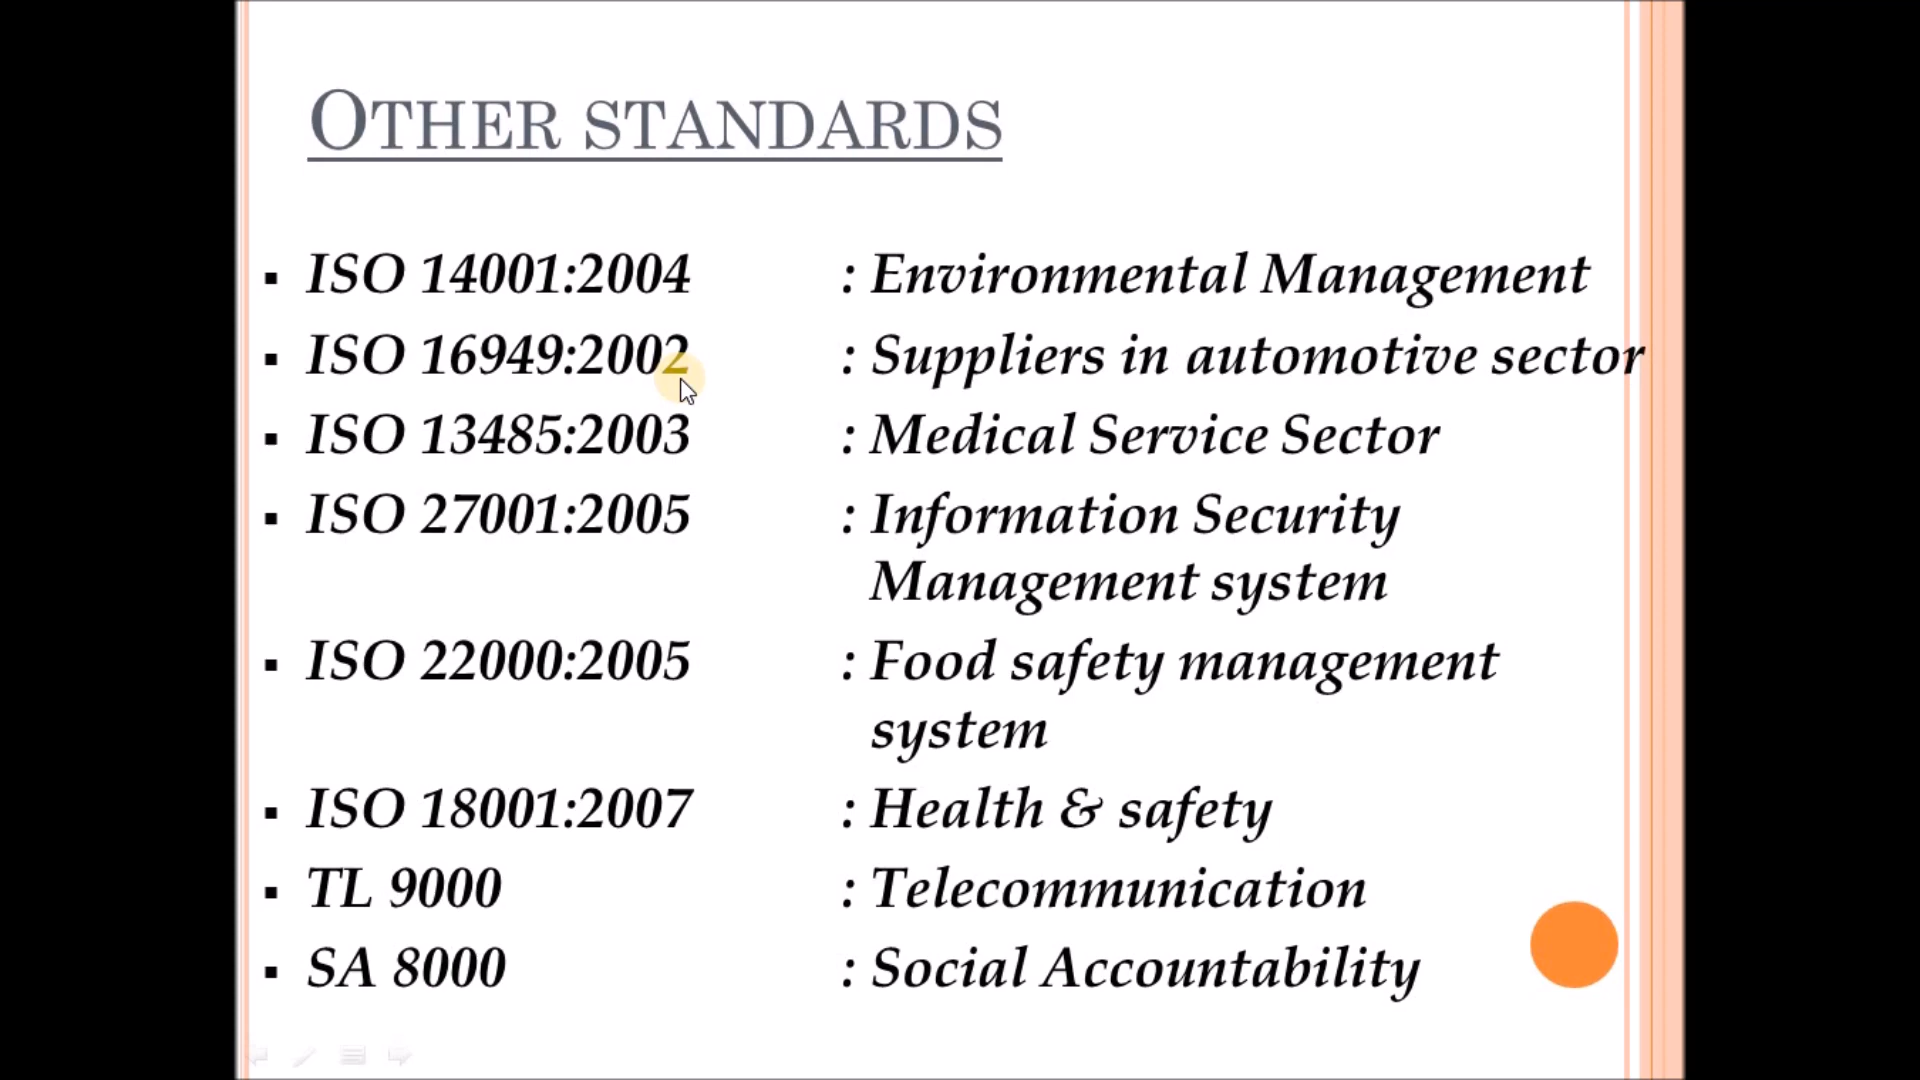 OTHER STANDARDS
▪ ISO 14001:2004 : Environmental Management
▪ ISO 16949:2002 : Suppliers in automotive sector
▪ ISO 13485:2003 : Medical Service Sector
▪ ISO 27001:2005 : Information Security
Management system
▪ ISO 22000:2005 : Food safety management
system
▪ ISO 18001:2007 : Health & safety
▪ TL 9000 : Telecommunication
▪ SA 8000 : Social Accountability